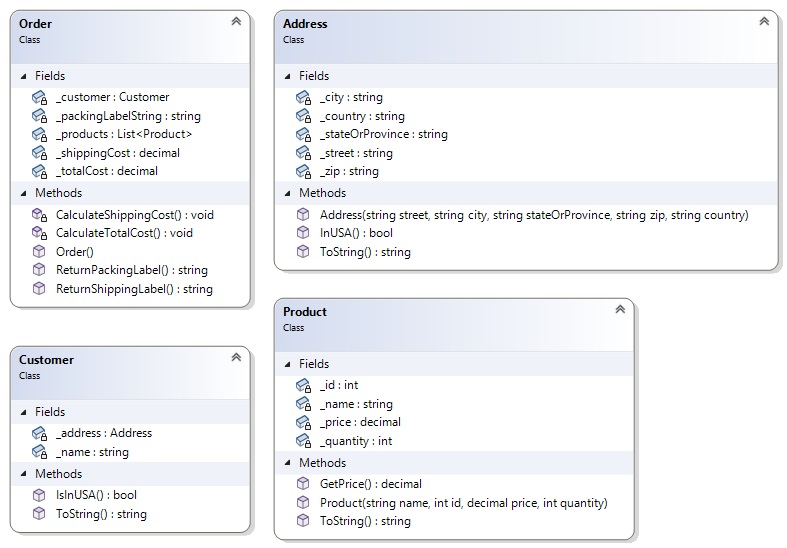 Order
Class
Fields
_customer : Customer
_packingLabelString : string
_products : List<Product>
_shippingCost : decimal
_totalCost : decimal
Methods
CalculateShippingCost() : void
CalculateTotalCost() : void
Order()
ReturnPackingLabel() : string
ReturnShippingLabel() : string
Address
Class
Fields
_city : string
_country : string
_stateOrProvince : string
_street : string
_zip : string
Methods
Address(string street, string city, string stateOrProvince, string zip, string country)
InUSA() : bool
ToString() : string
Customer
Class
Fields
_address : Address
_name : string
Methods
IsInUSA() : bool
ToString() : string
Product
Class
Fields
_id : int
_name : string
_price : decimal
_quantity : int
Methods
GetPrice() : decimal
Product(string name, int id, decimal price, int quantity)
ToString() : string